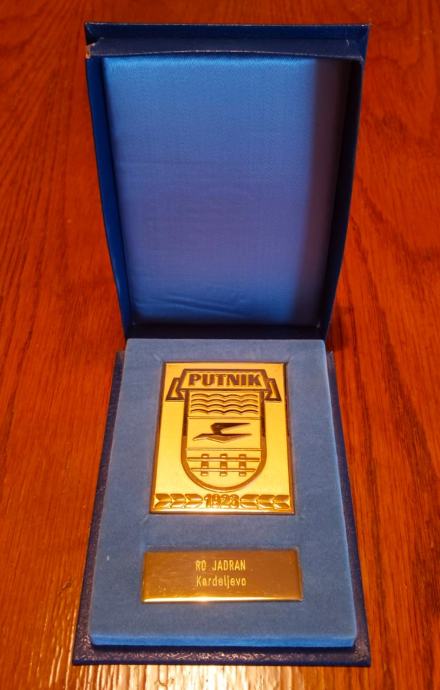 PUTNIK
1923
RO JADRAN
Kardeljevo